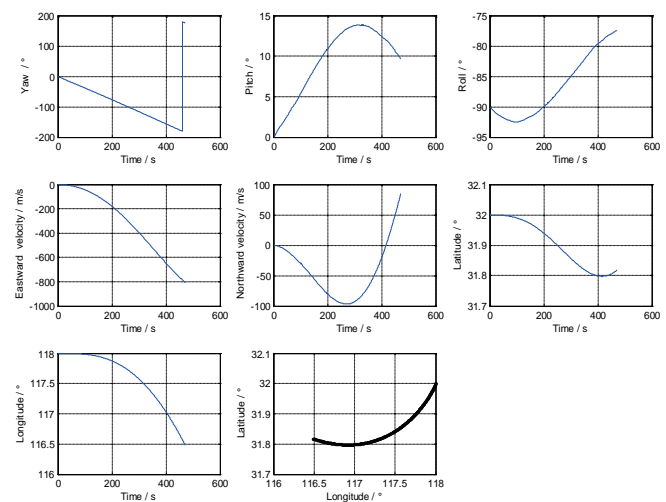 200
100
0
-100
-200
0 200 400 600
Yaw / °
Time / s
15
10
5
0
0 200 400 600
Pitch / °
Time / s
-75
-80
-85
-90
-95
0 200 400 600
Roll / °
Time / s
0
-200
-400
-600
-800
-1000
0 200 400 600
Eastward velocity / m/s
Time / s
100
50
0
-50
-100
0 200 400 600
Northward velocity / m/s
Time / s
32.1
32
31.9
31.8
31.7
0 200 400 600
Latitude / °
Time / s
118
117.5
117
116.5
116
0 200 400 600
Longitude / °
Time / s
32.1
32
31.9
31.8
31.7
116 116.5 117 117.5 118
Latitude / °
Longitude / °